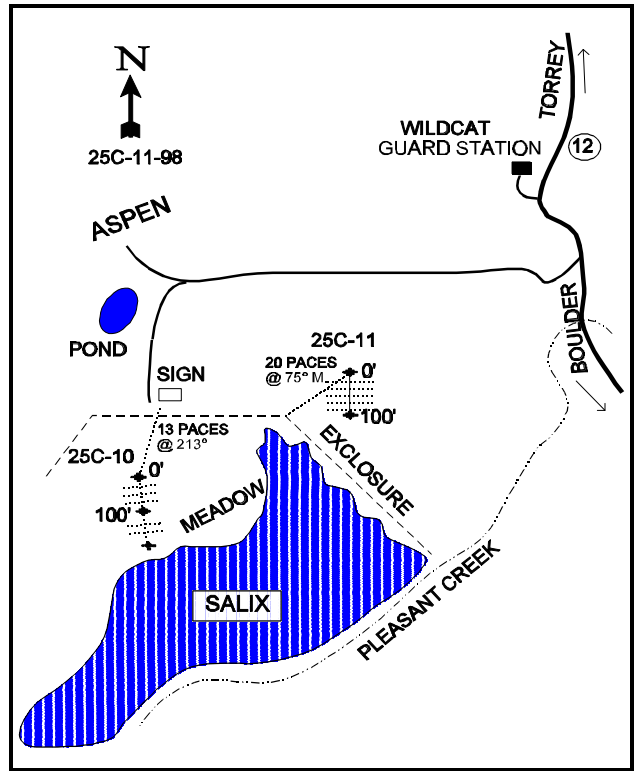 N
25C-11-98
TORREY
WILDCAT
GUARD STATION
12
ASPEN
BOULDER
POND
25C-11
20 PACES
@ 75° M.
0'
100'
SIGN
13 PACES
@ 213°
25C-10
0'
100'
EXCLOSURE
MEADOW
SALIX
PLEASANT CREEK